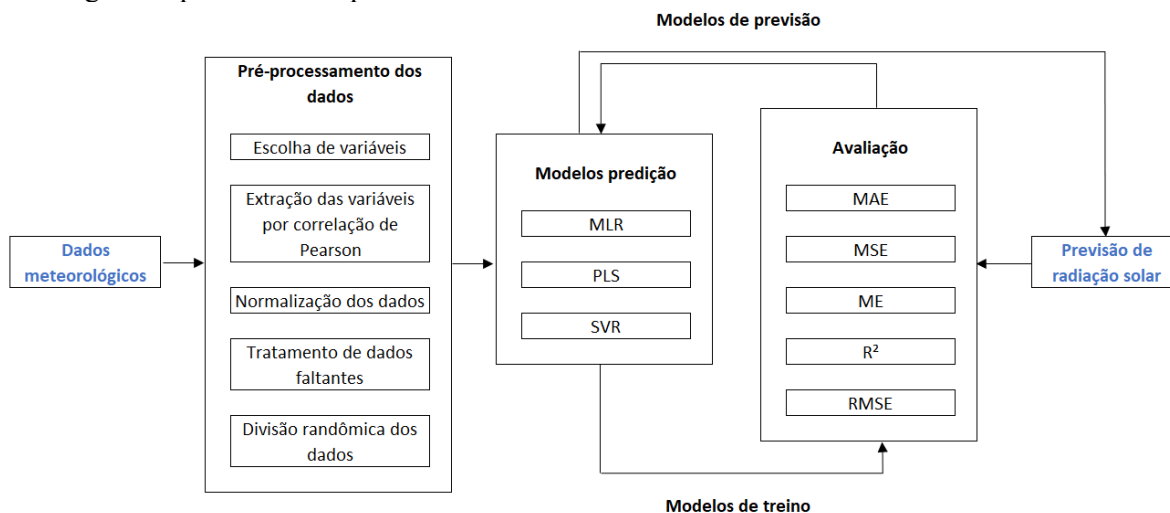 Modelos de previsão
Pré-processamento dos
dados
Escolha de variáveis
Extração das variáveis
por correlação de
Pearson
Normalização dos dados
Tratamento de dados
faltantes
Divisão randômica dos
dados
Dados
meteorológicos
Modelos predição
MLR
PLS
SVR
Avaliação
MAE
MSE
ME
R²
RMSE
Previsão de
radiação solar
Modelos de treino